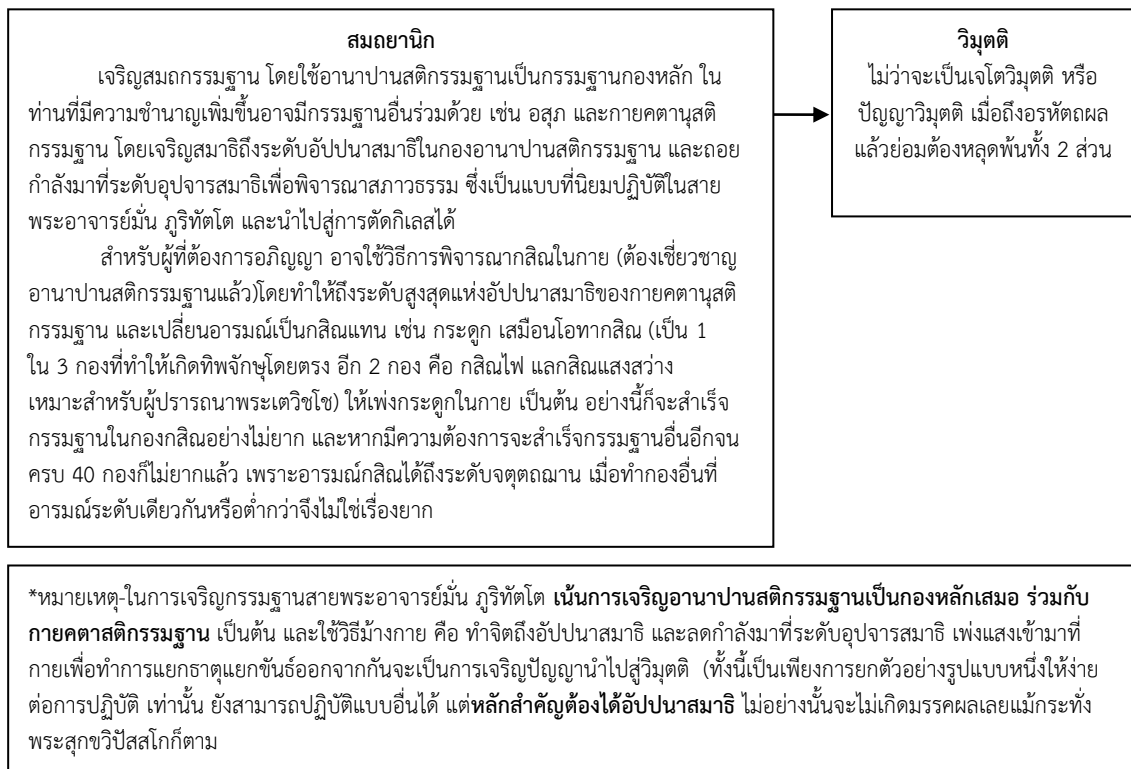 สมถยานิก
เจริญสมถกรรมฐาน โดยใช้อานาปานสติกรรมฐานเป็นกรรมฐานกองหลัก ใน
ท่านที่มีความชำนาญเพิ่มขึ้นอาจมีกรรมฐานอื่นร่วมด้วย เช่น อสุภ และกายคตานุสติ
กรรมฐาน โดยเจริญสมาธิถึงระดับอัปปนาสมาธิในกองอานาปานสติกรรมฐาน และถอย
กำลังมาที่ระดับอุปจารสมาธิเพื่อพิจารณาสภาวธรรม ซึ่งเป็นแบบที่นิยมปฏิบัติในสาย
พระอาจารย์มั่น ภูริทัตโต และนำไปสู่การตัดกิเลสได้
สำหรับผู้ที่ต้องการอภิญญา อาจใช้วิธีการพิจารณากสิณในกาย (ต้องเชี่ยวชาญ
อานาปานสติกรรมฐานแล้ว)โดยทำให้ถึงระดับสูงสุดแห่งอัปปนาสมาธิของกายคตานุสติ
กรรมฐาน และเปลี่ยนอารมณ์เป็นกสิณแทน เช่น กระดูก เสมือนโอทากสิณ (เป็น 1
ใน 3 กองที่ทำให้เกิดทิพจักษุโดยตรง อีก 2 กอง คือ กสิณไฟ แลกสิณแสงสว่าง
เหมาะสำหรับผู้ปรารถนาพระเตวิชโช) ให้เพ่งกระดูกในกาย เป็นต้น อย่างนี้ก็จะสำเร็จ
กรรมฐานในกองกสิณอย่างไม่ยาก และหากมีความต้องการจะสำเร็จกรรมฐานอื่นอีกจน
ครบ 40 กองก็ไม่ยากแล้ว เพราะอารมณ์กสิณได้ถึงระดับจตุตถฌาน เมื่อทำกองอื่นที่
อารมณ์ระดับเดียวกันหรือต่ำกว่าจึงไม่ใช่เรื่องยาก
วิมุตติ
ไม่ว่าจะเป็นเจโตวิมุตติ หรือ
ปัญญาวิมุตติ เมื่อถึงอรหัตถผล
แล้วย่อมต้องหลุดพ้นทั้ง 2 ส่วน
*หมายเหตุ-ในการเจริญกรรมฐานสายพระอาจารย์มั่น ภูริทัตโต เน้นการเจริญอานาปานสติกรรมฐานเป็นกองหลักเสมอ ร่วมกับ
กายคตาสติกรรมฐาน เป็นต้น และใช้วิธีม้างกาย คือ ทำจิตถึงอัปปนาสมาธิ และลดกำลังมาที่ระดับอุปจารสมาธิ เพ่งแสงเข้ามาที่
กายเพื่อทำการแยกธาตุแยกขันธ์ออกจากกันจะเป็นการเจริญปัญญานำไปสู่วิมุตติ (ทั้งนี้เป็นเพียงการยกตัวอย่างรูปแบบหนึ่งให้ง่าย
ต่อการปฏิบัติ เท่านั้น ยังสามารถปฏิบัติแบบอื่นได้ แต่หลักสำคัญต้องได้อัปปนาสมาธิ ไม่อย่างนั้นจะไม่เกิดมรรคผลเลยแม้กระทั่ง
พระสุกขวิปัสสโกก็ตาม